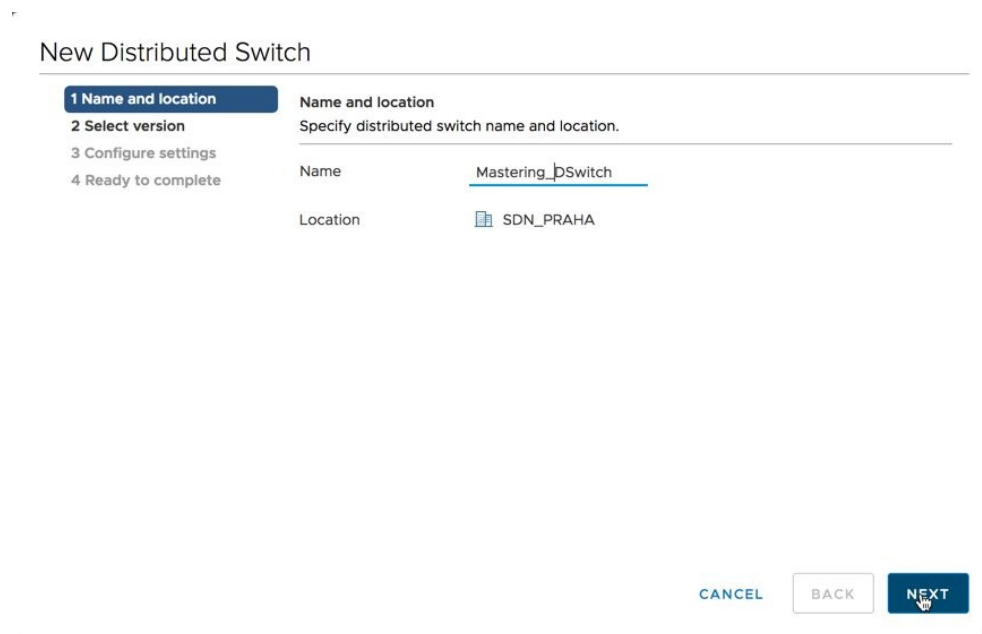 New Distributed Switch
1 Name and location
2 Select version
3 Configure settings
4 Ready to complete
Name and location
Specify distributed switch name and location.
Name
Mastering_DSwitch
Location
SDN_PRAHA
CANCEL
BACK
NEXT